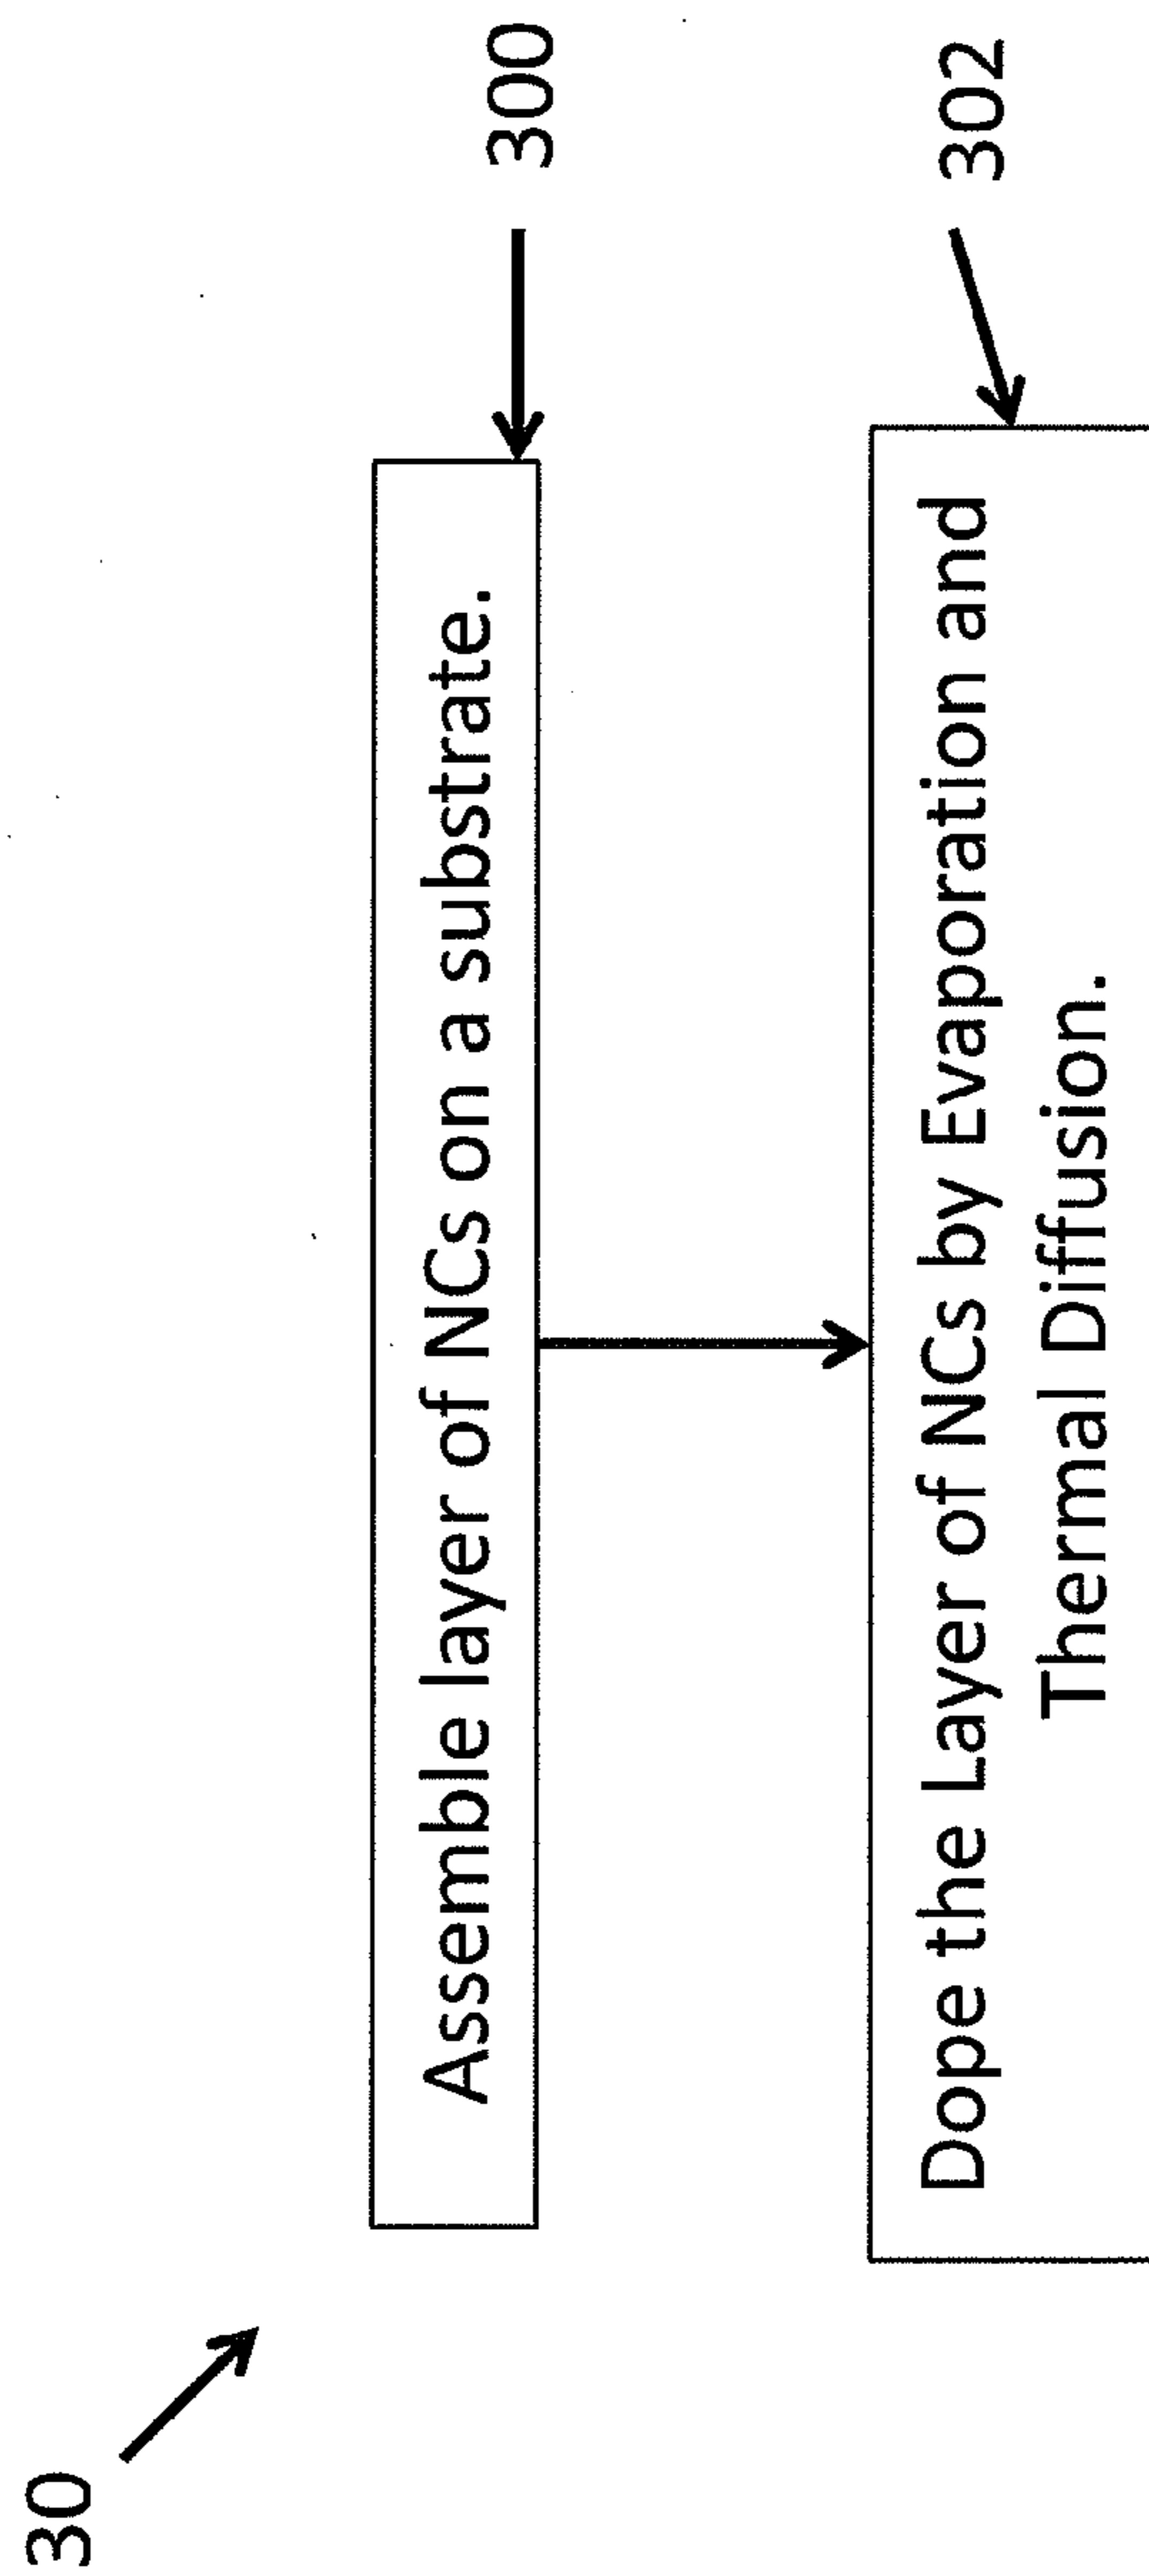 30
Assemble layer of NCs on a substrate.
300
Dope the Layer of NCs by Evaporation and
Thermal Diffusion.
302